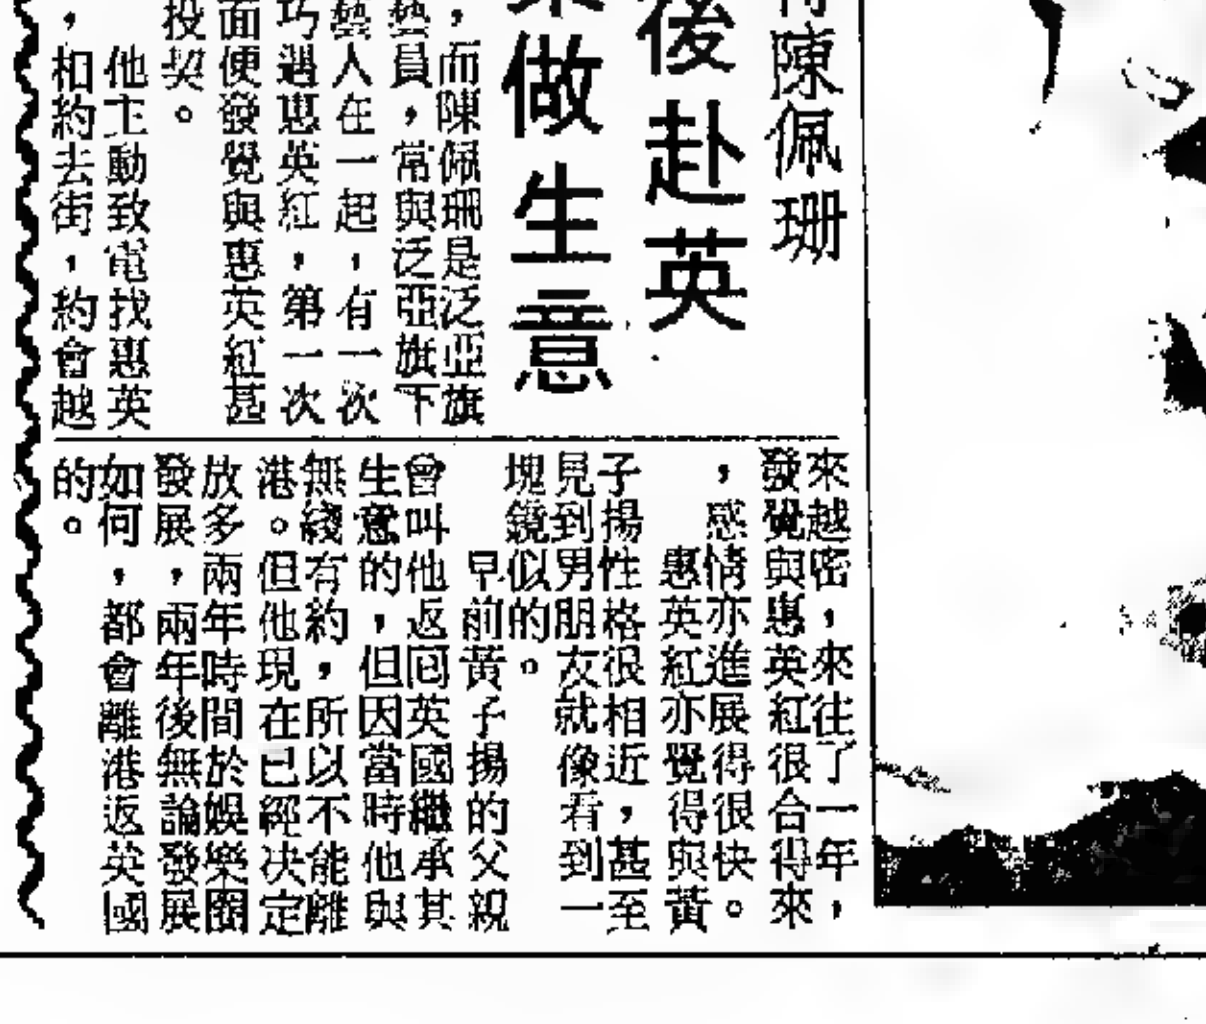 陳佩珊
後赴英
做生意
，而陳佩珊是泛亞旗
藝員，常與泛亞旗下
藝人在一起，有一次
巧遇惠英紅，第一次
面便發覺與惠英紅甚
投契。
他主動致電找惠英
，相約去街，約會越
來越密，來往了一年，
發覺與惠英紅很合得來
，感情亦進展得很快。
惠英紅亦覺得與黃
子揚性格很相近，甚至
見到男朋友就像看到一
塊鏡似的。
早前黃子揚的父親
曾叫他返回英國繼承其
生意的，但因當時他與
無綫有約，所以不能離
港。但他現在已經决定
放多兩年時間於娛樂圈
發展，兩年後無論發展
如何，都會離港返英國
的。